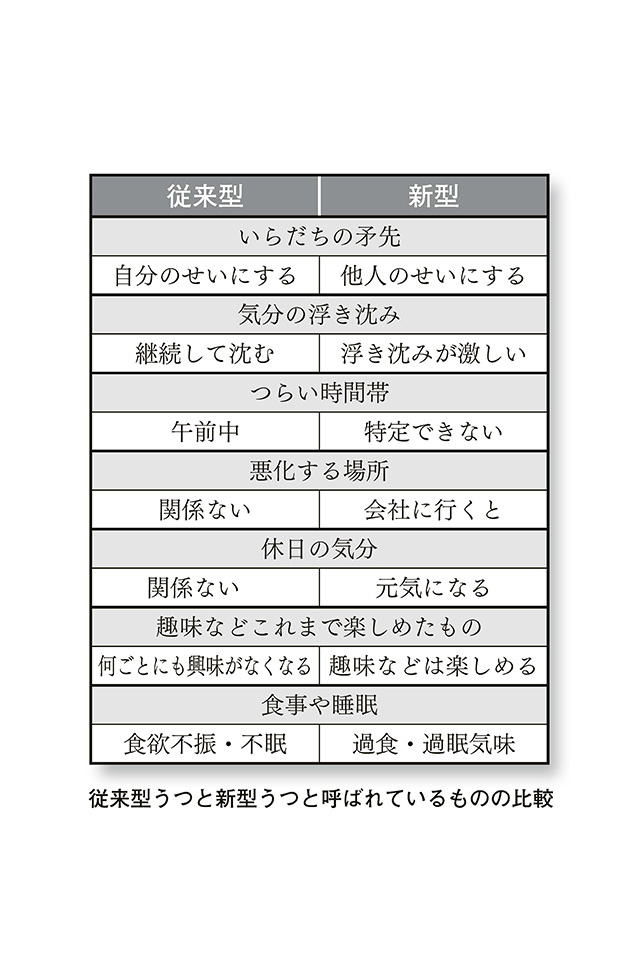 従来型 新型
いらだちの矛先
自分のせいにする 他人のせいにする
気分の浮き沈み
継続して沈む 浮き沈みが激しい
つらい時間帯
午前中 特定できない
悪化する場所
関係ない 会社に行くと
休日の気分
関係ない 元気になる
趣味などこれまで楽しめたもの
何ごとにも興味がなくなる 趣味などは楽しめる
食事や睡眠
食欲不振・不眠 過食・過眠気味
従来型うつと新型うつと呼ばれているものの比較